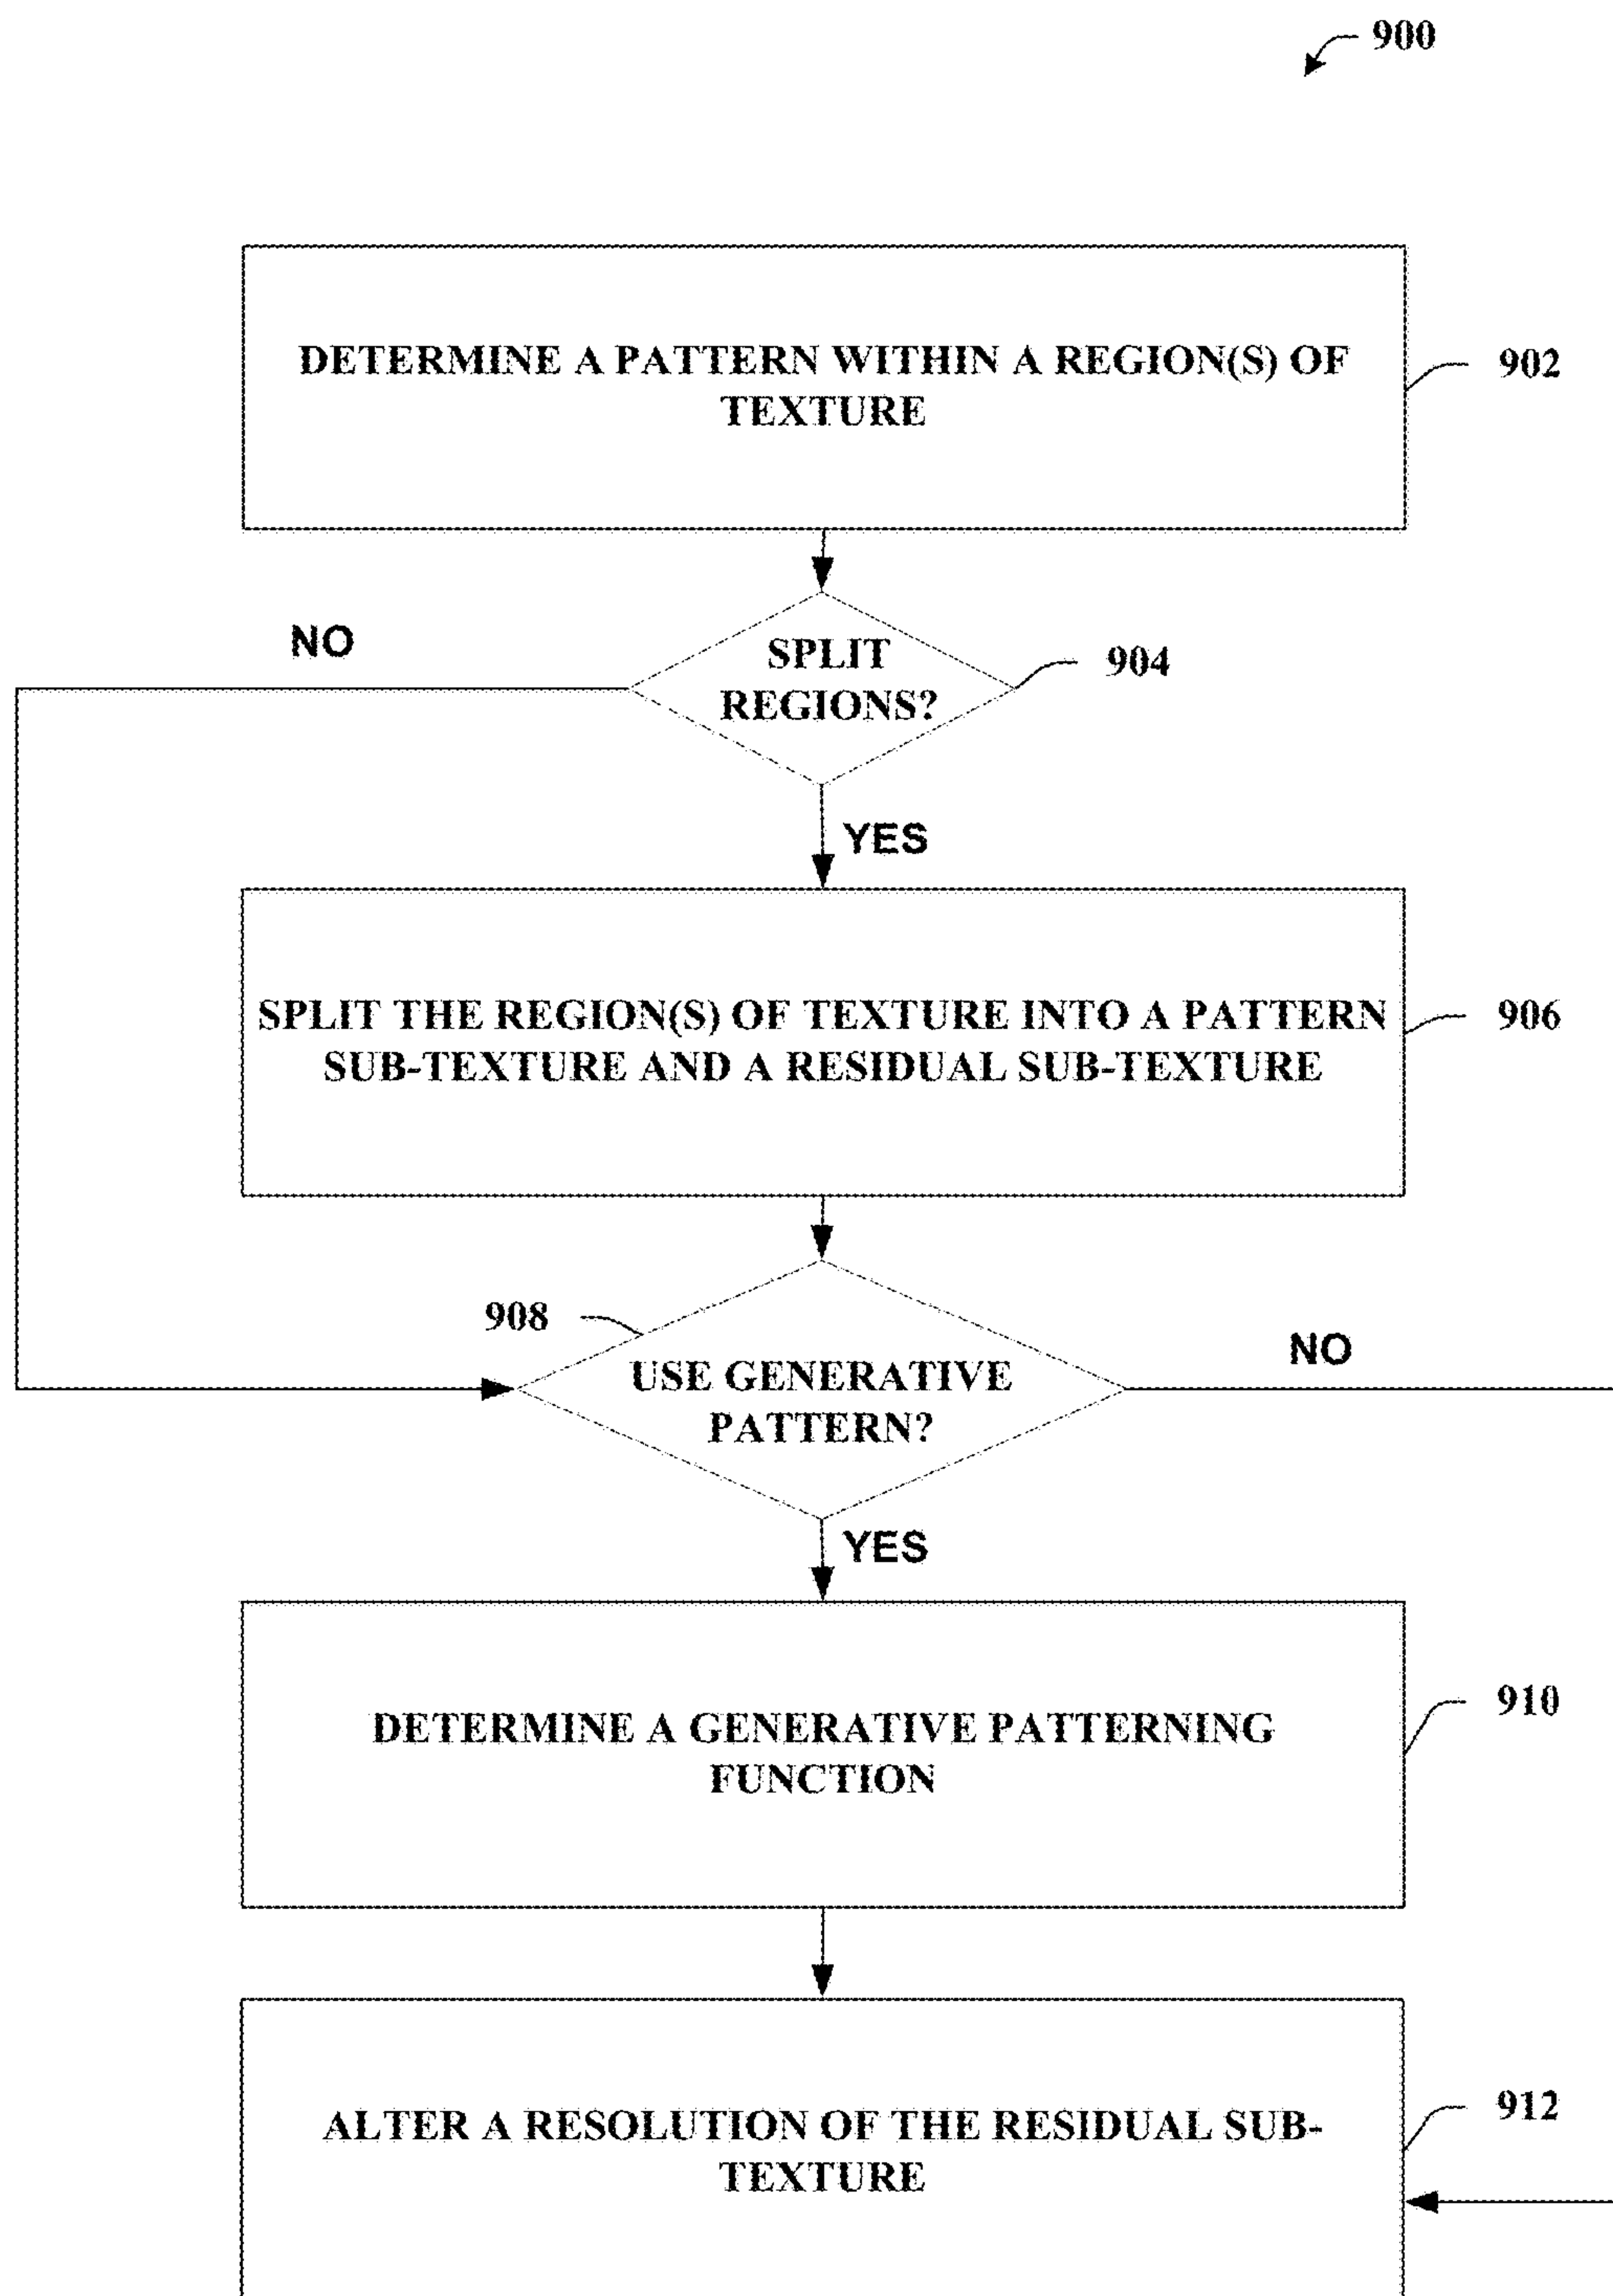 900
DETERMINE A PATTERN WITHIN A REGION(S) OF
TEXTURE
902
SPLIT
REGIONS?
904
NO
YES
SPLIT THE REGION(S) OF TEXTURE INTO A PATTERN
SUB-TEXTURE AND A RESIDUAL SUB-TEXTURE
906
908
USE GENERATIVE
PATTERN?
NO
YES
DETERMINE A GENERATIVE PATTERNING
FUNCTION
910
ALTER A RESOLUTION OF THE RESIDUAL SUB-
TEXTURE
912